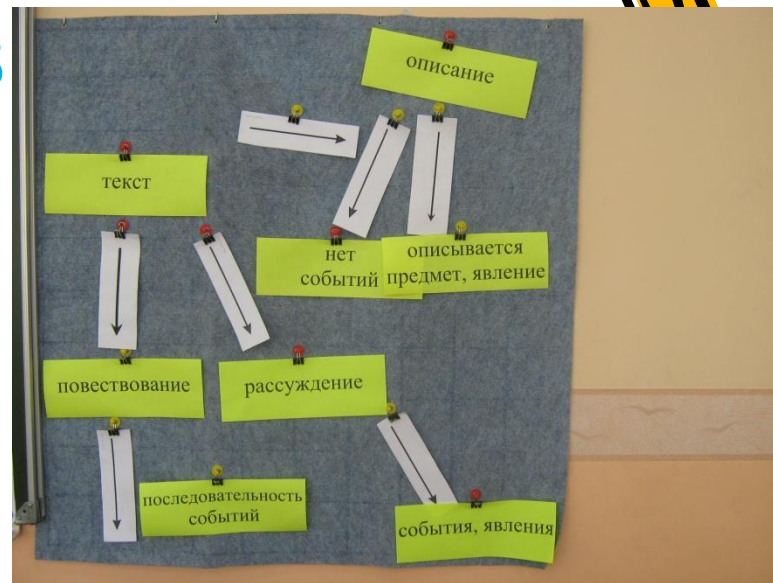 описание
текст
нет
событий
описывается
предмет, явление
повествование
рассуждение
последовательность
событий
события, явления